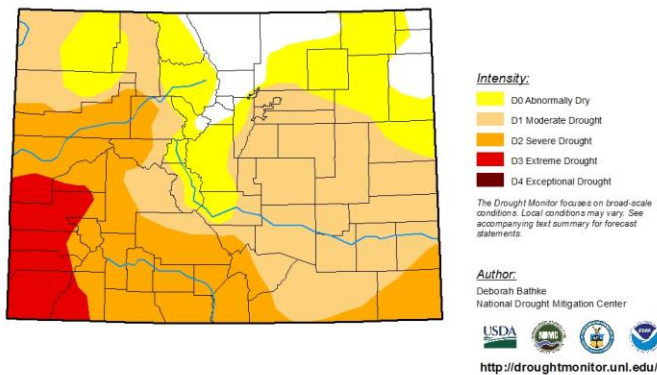 Intensity:
D0 Abnormally Dry
D1 Moderate Drought
D2 Severe Drought
D3 Extreme Drought
D4 Exceptional Drought
The Drought Monitor focuses on broad-scale
conditions. Local conditions may vary. See
accompanying text summary for forecast
statements.
Author:
Deborah Bathke
National Drought Mitigation Center
USDA
NDMC
http://droughtmonitor.unl.edu/